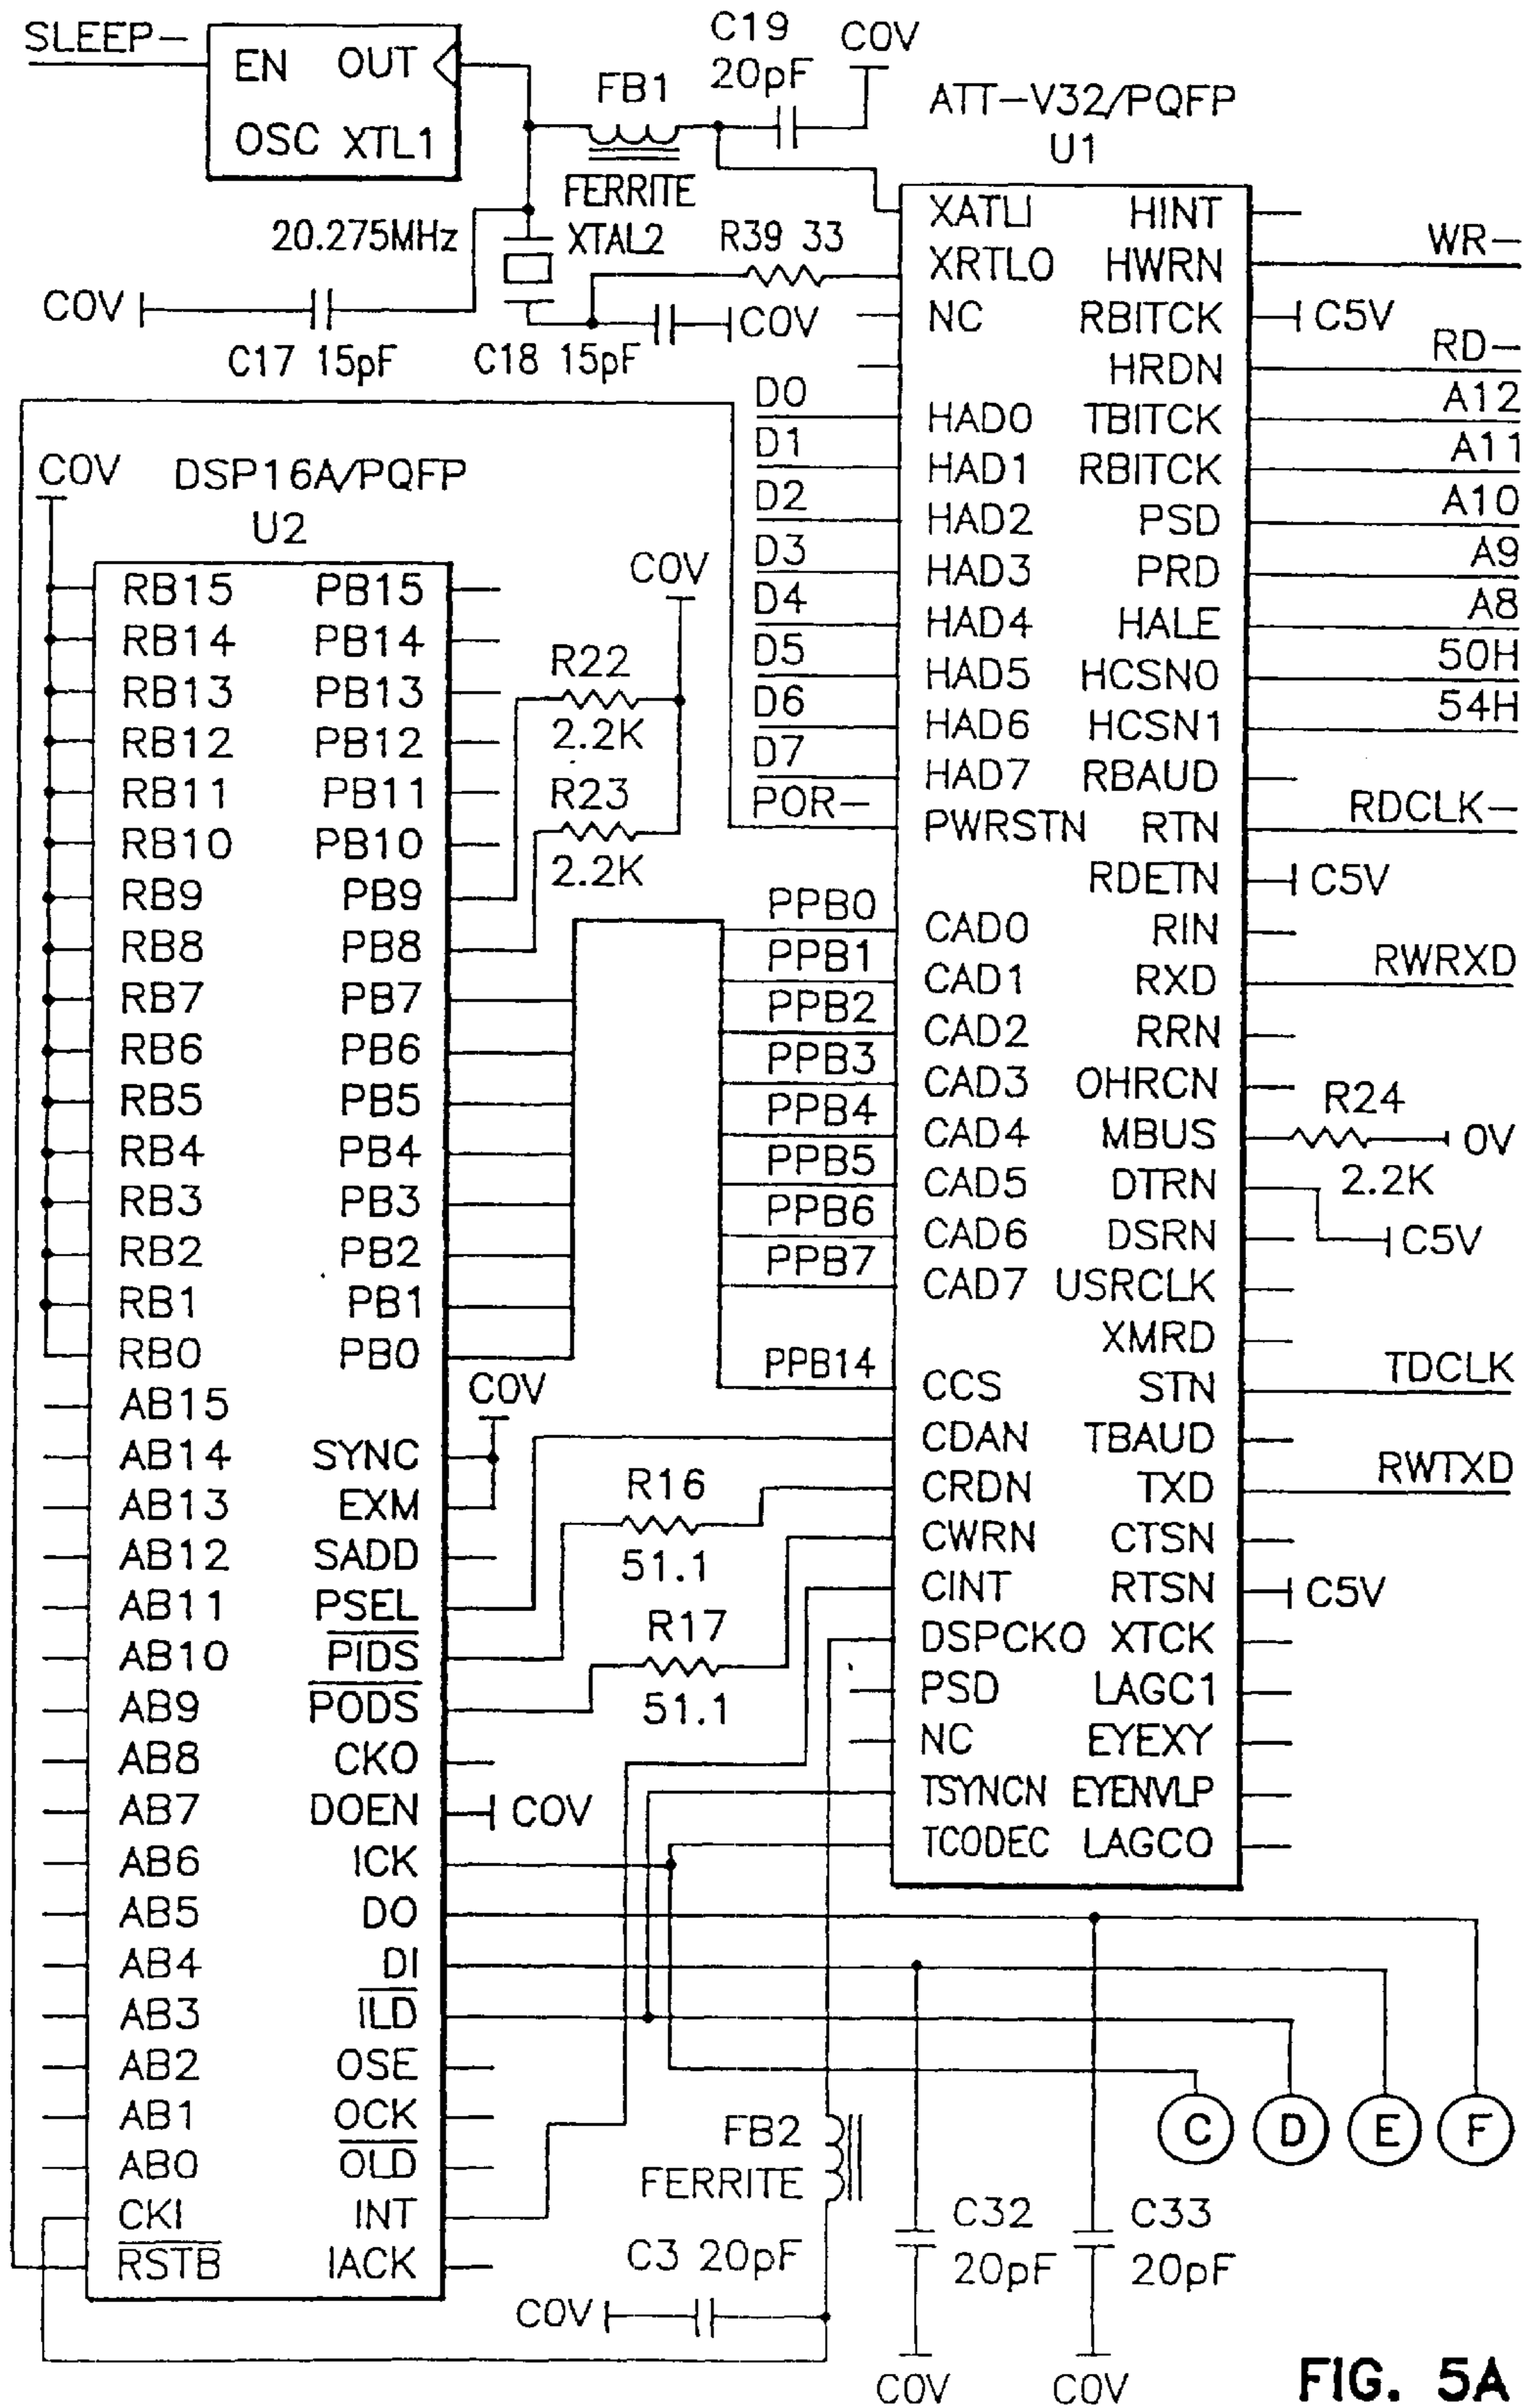 SLEEP-
EN OUT
OSC XTL1
C19
20pF
COV
FB1
FERRITE
ATT-V32/PQFP
U1
20.275MHz
XTAL2
R39 33
COV
C17 15pF
C18 15pF
COV
XATLI HINT
WR-
XRTLO HWRN
NC RBITCK
C5V
RD-
HRDN
D0
A12
HAD0 TBITCK
D1
A11
HAD1 RBITCK
D2
A10
HAD2 PSD
D3
A9
HAD3 PRD
D4
A8
HAD4 HALE
D5
50H
HAD5 HCSN0
D6
54H
HAD6 HCSN1
D7
HAD7 RBAUD
POR-
RDCLK-
PWRSTN RTN
RDETN
C5V
PPB0
CAD0 RIN
PPB1
RWRXD
CAD1 RXD
PPB2
CAD2 RRN
PPB3
CAD3 OHRCN
PPB4
R24
CAD4 MBUS
0V
2.2K
PPB5
CAD5 DTRN
PPB6
CAD6 DSRN
C5V
PPB7
CAD7 USRCLK
XMRD
PPB14
TDCLK
CCS STN
CDAN TBAUD
RWTXD
CRDN TXD
CWRN CTSN
CINT RTSN
C5V
DSPCKO XTCK
PSD LAGC1
NC EYEXY
TSYNCN EYENVLP
TCODEC LAGCO
COV
DSP16A/PQFP
U2
COV
RB15 PB15
RB14 PB14
R22
2.2K
RB13 PB13
RB12 PB12
RB11 PB11
R23
2.2K
RB10 PB10
RB9 PB9
RB8 PB8
RB7 PB7
RB6 PB6
RB5 PB5
RB4 PB4
RB3 PB3
RB2 PB2
RB1 PB1
RB0 PB0
COV
AB15
AB14 SYNC
AB13 EXM
R16
51.1
AB12 SADD
AB11 PSEL
R17
51.1
AB10 PIDS
AB9 PODS
AB8 CKO
AB7 DOEN
COV
AB6 ICK
AB5 DO
AB4 DI
AB3 ILD
AB2 OSE
AB1 OCK
AB0 OLD
CKI INT
RSTB IACK
C D E F
FB2
FERRITE
C3 20pF
COV
C32
20pF
C33
20pF
COV
COV
FIG. 5A